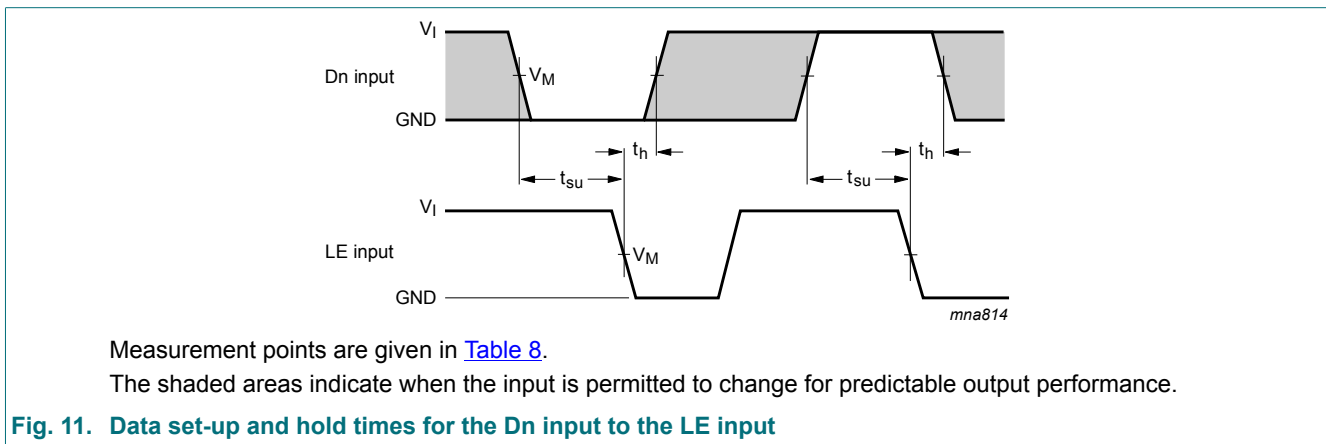 VI
Dn input
VM
GND
th
th
tsu
tsu
VI
LE input
VM
GND
mna814
Measurement points are given in Table 8.
The shaded areas indicate when the input is permitted to change for predictable output performance.
Fig. 11. Data set-up and hold times for the Dn input to the LE input